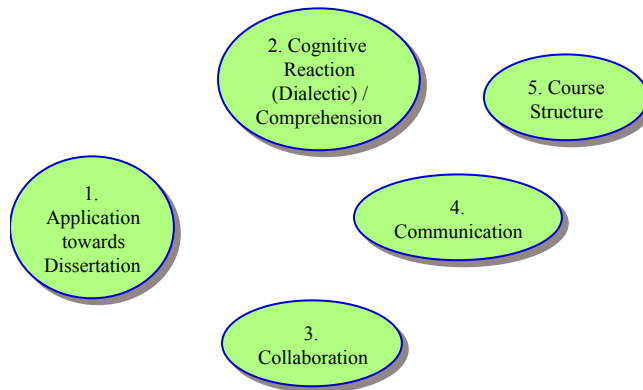 1.
Application
towards
Dissertation
2. Cognitive
Reaction
(Dialectic) /
Comprehension
3.
Collaboration
4.
Communication
5. Course
Structure